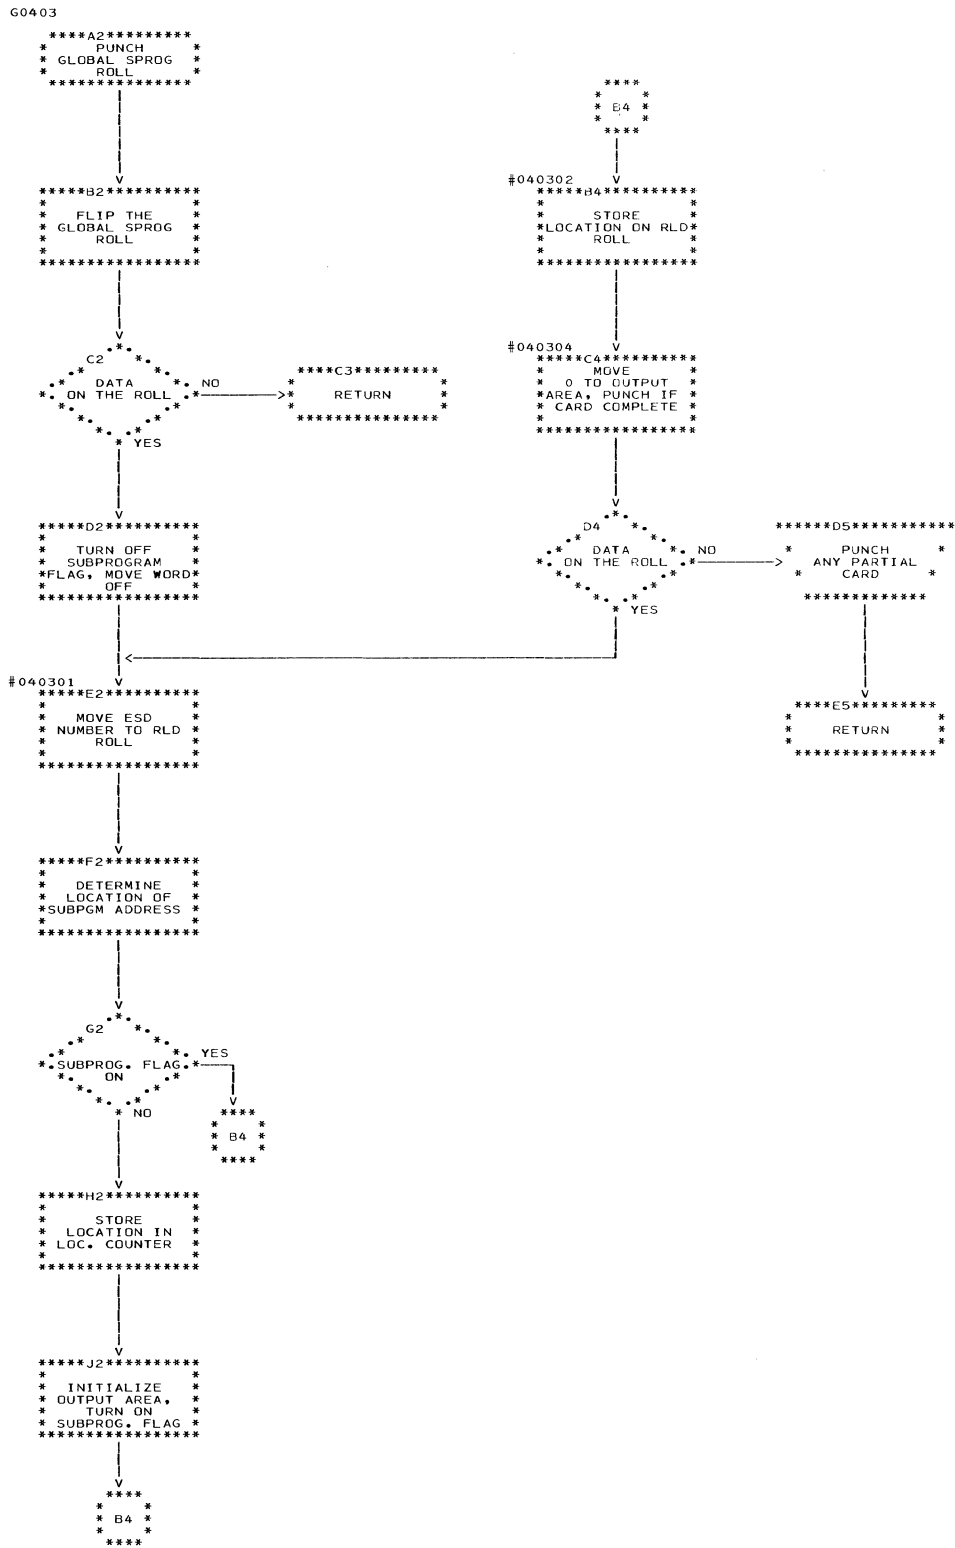 G0403
A2
PUNCH
GLOBAL SPROG
ROLL
B2
FLIP THE
GLOBAL SPROG
ROLL
C2
DATA
ON THE ROLL
NO
YES
C3
RETURN
D2
TURN OFF
SUBPROGRAM
FLAG, MOVE WORD
OFF
#040301
E2
MOVE ESD
NUMBER TO RLD
ROLL
F2
DETERMINE
LOCATION OF
SUBPGM ADDRESS
G2
SUBPROG. FLAG
ON
YES
NO
B4
H2
STORE
LOCATION IN
LOC. COUNTER
J2
INITIALIZE
OUTPUT AREA,
TURN ON
SUBPROG. FLAG
B4
B4
#040302
B4
STORE
LOCATION ON RLD
ROLL
#040304
C4
MOVE
0 TO OUTPUT
AREA, PUNCH IF
CARD COMPLETE
D4
DATA
ON THE ROLL
NO
YES
D5
PUNCH
ANY PARTIAL
CARD
E5
RETURN